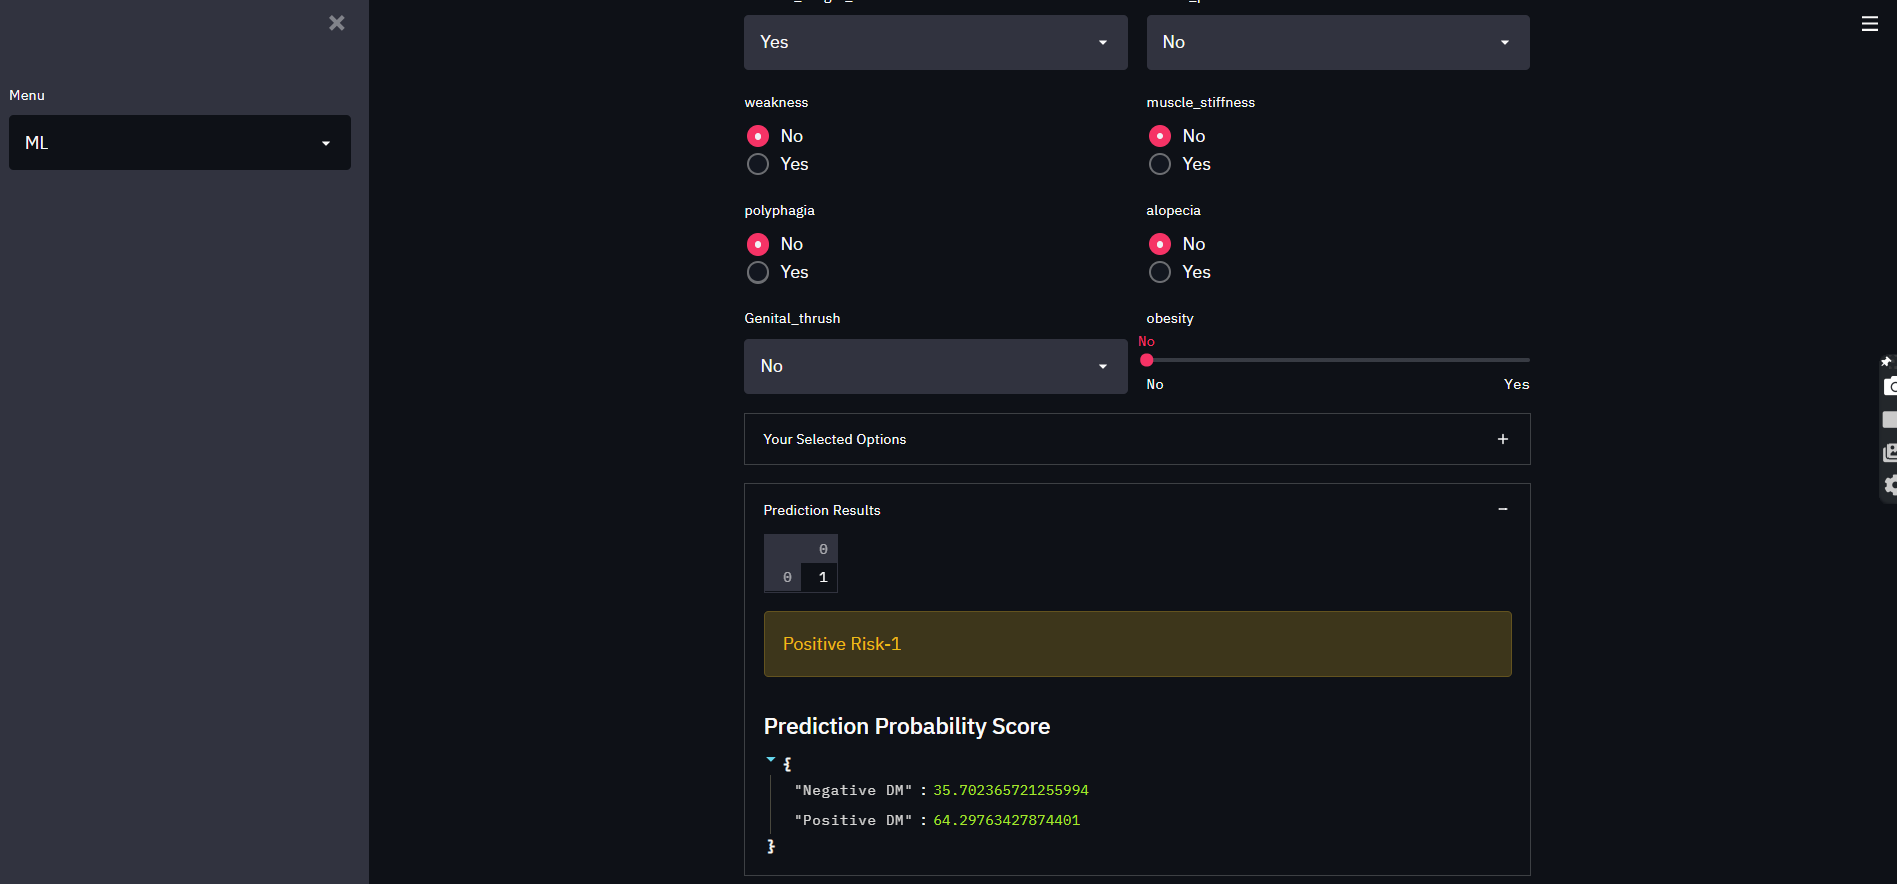 Menu
ML
Yes
No
weakness
No
Yes
muscle_stiffness
No
Yes
polyphagia
No
Yes
alopecia
No
Yes
Genital_thrush
No
obesity
No
No Yes
Your Selected Options
Prediction Results
0
0 1
Positive Risk-1
Prediction Probability Score
{
"Negative DM" : 35.702365721255994
"Positive DM" : 64.29763427874401
}